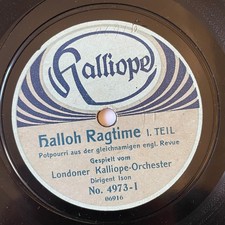 Kalliope
Halloh Ragtime I. TEIL
Potpourri aus der gleichnamigen engl. Revue
Gespielt vom
Londoner Kalliope-Orchester
Dirigent Ison
No. 4973-I
06916